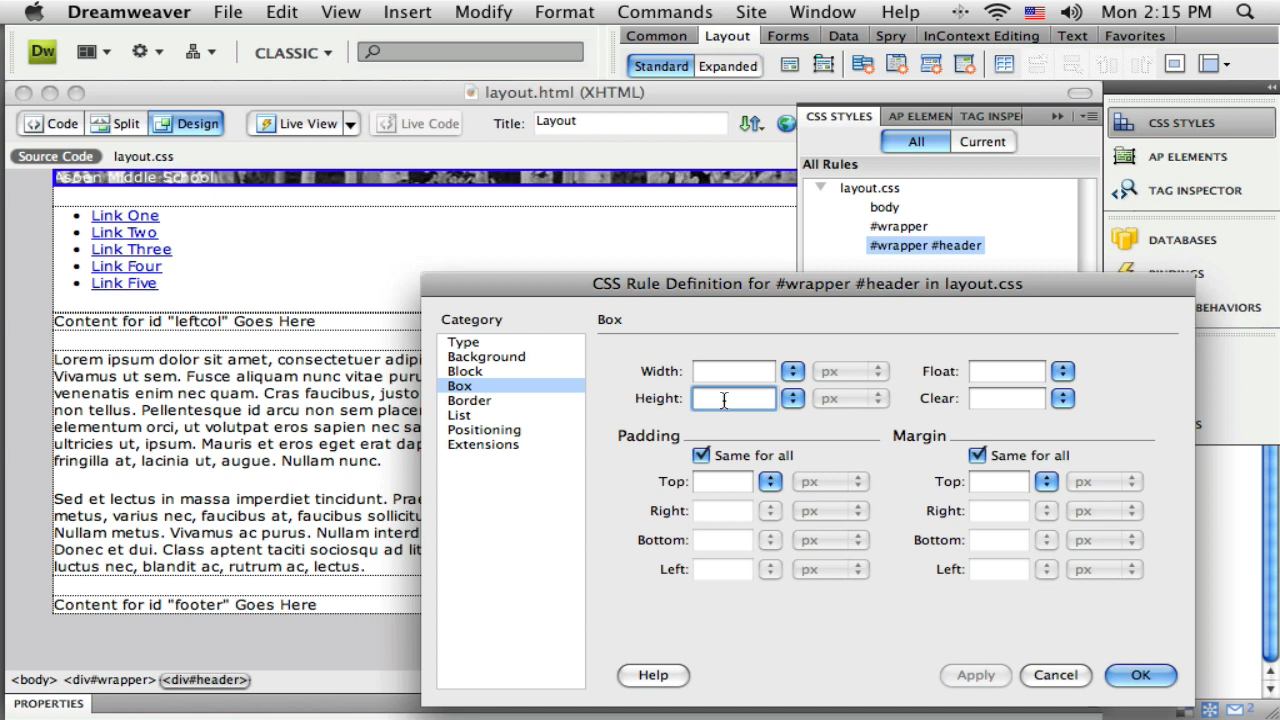 Dreamweaver File Edit View Insert Modify Format Commands Site Window Help Mon 2:15 PM
Dw CLASSIC
Common Layout Forms Data Spry InContext Editing Text Favorites
Standard Expanded
layout.html (XHTML)
Code Split Design Live View Live Code Title: Layout
Source Code layout.css
Aspen Middle School
Link One
Link Two
Link Three
Link Four
Link Five
Content for id "leftcol" Goes Here
Lorem ipsum dolor sit amet, consectetuer adipi
Vivamus ut sem. Fusce aliquam nunc vitae puru
venenatis enim nec quam. Cras faucibus, justo
non tellus. Pellentesque id arcu non sem place
elementum orci, ut volutpat eros sapien nec sa
ultricies ut, ipsum. Mauris et eros eget erat dap
fringilla at, lacinia ut, augue. Nullam nunc.
Sed et lectus in massa imperdiet tincidunt. Prae
metus, varius nec, faucibus at, faucibus sollicitu
Nullam metus. Vivamus ac purus. Nullam interd
Donec et dui. Class aptent taciti sociosqu ad lit
luctus nec, blandit ac, rutrum ac, lectus.
Content for id "footer" Goes Here
<body> <div#wrapper> <div#header>
PROPERTIES
CSS STYLES AP ELEMEN TAG INSPE
All Current
All Rules
layout.css
body
#wrapper
#wrapper #header
CSS STYLES
AP ELEMENTS
TAG INSPECTOR
DATABASES
BINDINGS
BEHAVIORS
S
CSS Rule Definition for #wrapper #header in layout.css
Category
Type
Background
Block
Box
Border
List
Positioning
Extensions
Box
Width: px Float:
Height: px Clear:
Padding Margin
Same for all Same for all
Top: px Top: px
Right: px Right: px
Bottom: px Bottom: px
Left: px Left: px
Help Apply Cancel OK
2